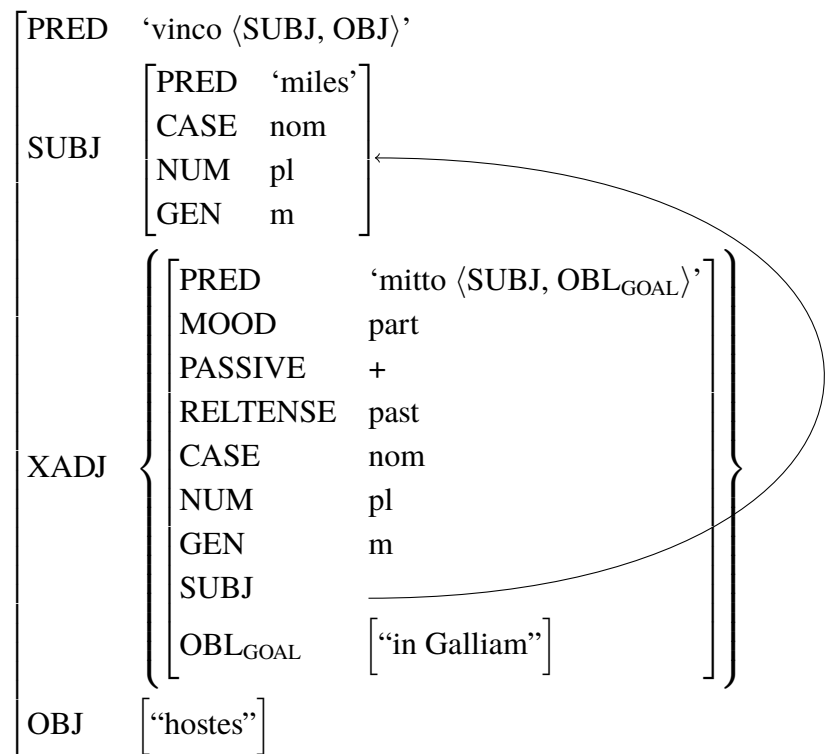 PRED ‘vinco ⟨SUBJ, OBJ⟩’
SUBJ
PRED ‘miles’
CASE nom
NUM pl
GEN m
XADJ
PRED ‘mitto ⟨SUBJ, OBL_GOAL⟩’
MOOD part
PASSIVE +
RELTENSE past
CASE nom
NUM pl
GEN m
SUBJ
OBL_GOAL “in Galliam”
OBJ “hostes”